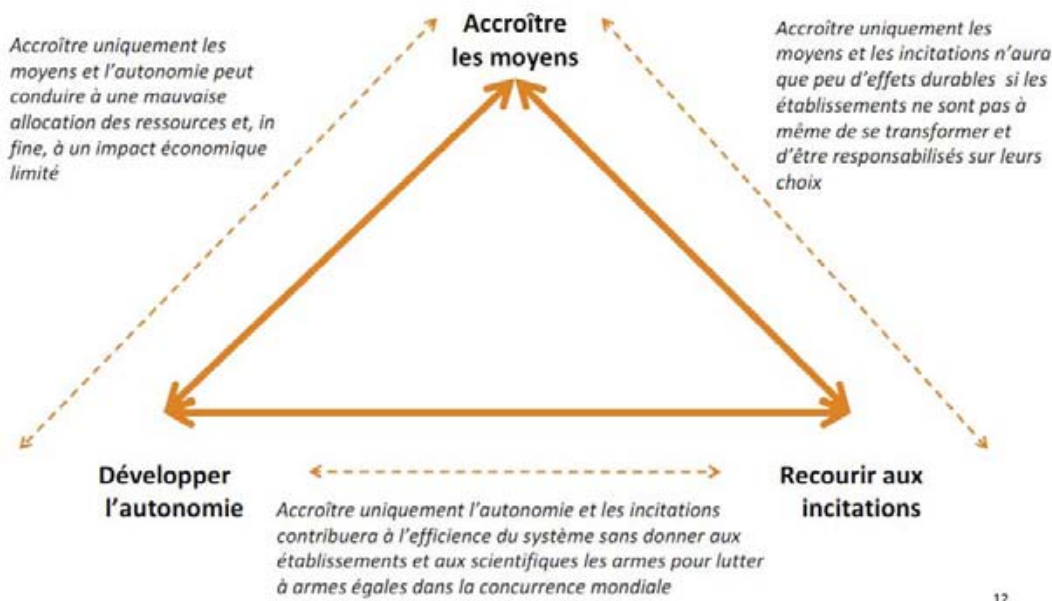 Accroître
les moyens
Accroître uniquement les
moyens et l'autonomie peut
conduire à une mauvaise
allocation des ressources et, in
fine, à un impact économique
limité
Accroître uniquement les
moyens et les incitations n'aura
que peu d'effets durables si les
établissements ne sont pas à
même de se transformer et
d'être responsabilisés sur leurs
choix
Développer
l'autonomie
Recourir aux
incitations
Accroître uniquement l'autonomie et les incitations
contribuera à l'efficience du système sans donner aux
établissements et aux scientifiques les armes pour lutter
à armes égales dans la concurrence mondiale
12